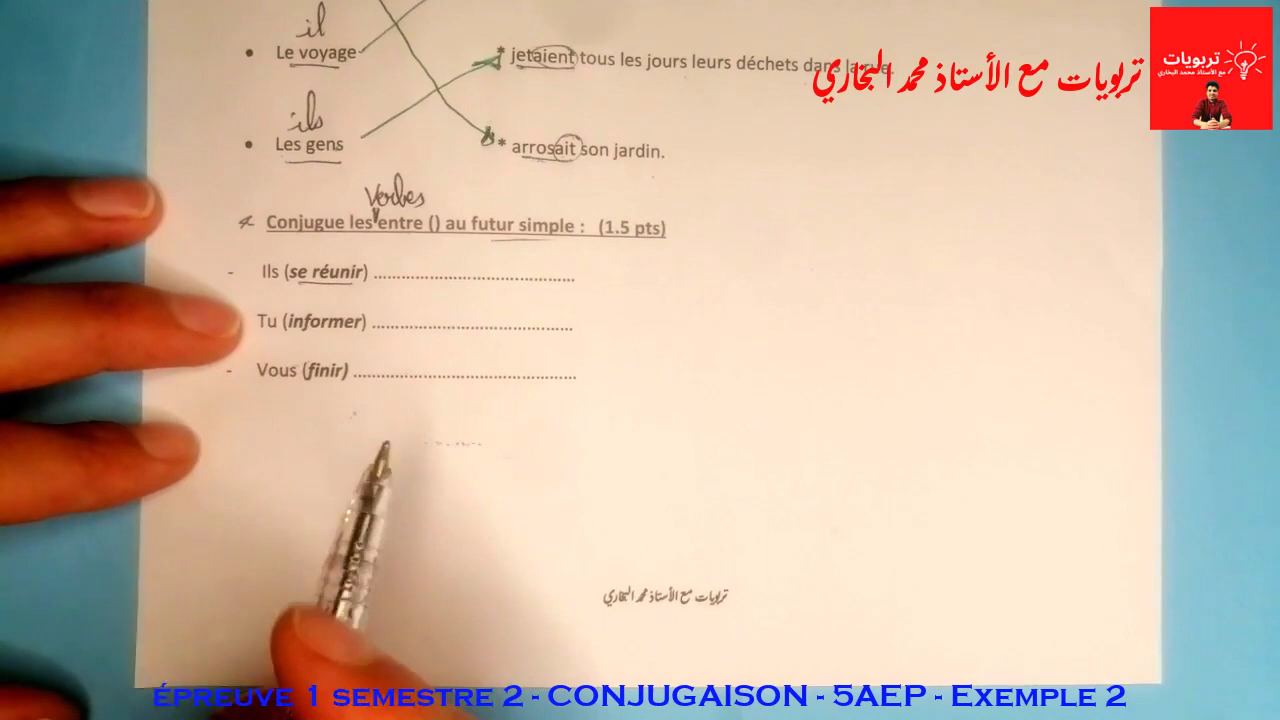 il
• Le voyage
* jetaient tous les jours leurs déchets dans la rue.
تربويات مع الأستاذ محمد البخاري
تربويات
مع الأستاذ محمد البخاري
ils
• Les gens
* arrosait son jardin.
verbes
Conjugue les entre () au futur simple : (1.5 pts)
- Ils (se réunir) ................................................
Tu (informer) ................................................
- Vous (finir) ................................................
تربويات مع الأستاذ محمد البخاري
épreuve 1 semestre 2 - CONJUGAISON - 5AEP - Exemple 2